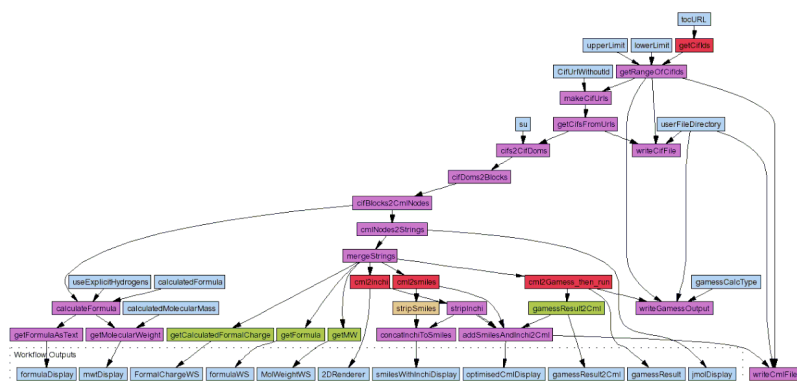 tocURL
upperLimit
lowerLimit
getCifIds
CifUrlWithoutId
getRangeOfCifIds
makeCifUrls
su
getCifsFromUrls
userFileDirectory
cifs2CifDoms
writeCifFile
cifDoms2Blocks
cifBlocks2CmlNodes
cmlNodes2Strings
mergeStrings
useExplicitHydrogens
calculatedFormula
cml2inchi
cml2smiles
cml2Gamess_then_run
gamessCalcType
calculateFormula
calculatedMolecularMass
stripSmiles
stripInchi
gamessResult2Cml
writeGamessOutput
getFormulaAsText
getMolecularWeight
getCalculatedFormalCharge
getFormula
getMW
concatInchiToSmiles
addSmilesAndInchi2Cml
Workflow Outputs
formulaDisplay
mwtDisplay
FormalChargeWS
formulaWS
MolWeightWS
2DRenderer
smilesWithInchiDisplay
optimisedCmlDisplay
gamessResult2Cml
gamessResult
jmolDisplay
writeCmlFile